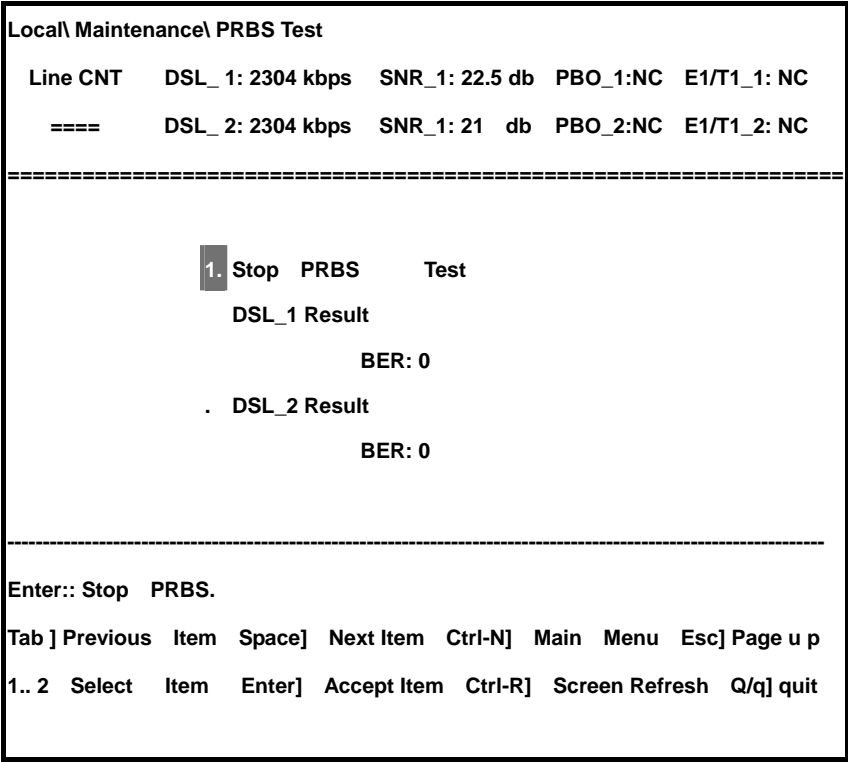 Local\ Maintenance\ PRBS Test
Line CNT DSL_ 1: 2304 kbps SNR_1: 22.5 db PBO_1:NC E1/T1_1: NC
==== DSL_ 2: 2304 kbps SNR_1: 21 db PBO_2:NC E1/T1_2: NC
===================================================================
1. Stop PRBS Test
DSL_1 Result
BER: 0
. DSL_2 Result
BER: 0
--------------------------------------------------------------------------------------------------------------------
Enter:: Stop PRBS.
Tab ] Previous Item Space] Next Item Ctrl-N] Main Menu Esc] Page u p
1.. 2 Select Item Enter] Accept Item Ctrl-R] Screen Refresh Q/q] quit